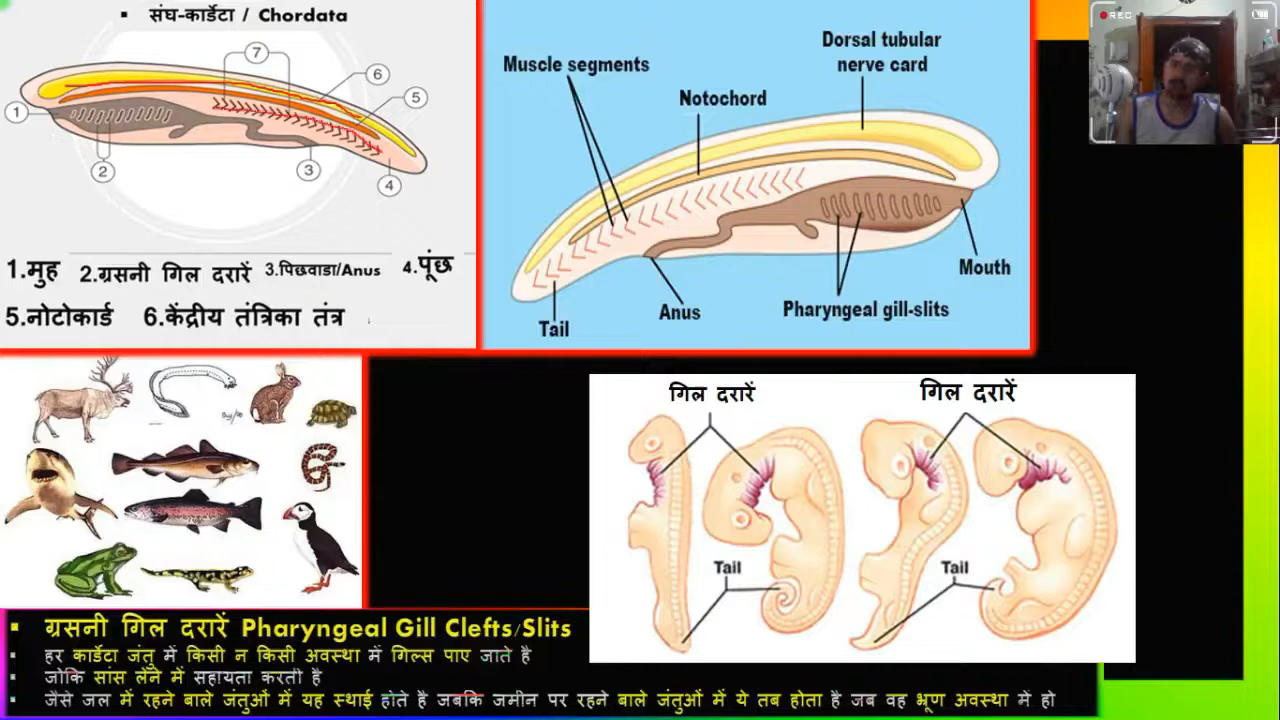 ▪ संघ-कार्डेटा / Chordata
7
6
5
1
2
3
4
1.मुह 2.ग्रसनी गिल दरारें 3.पिछवाडा/Anus 4.पूंछ
5.नोटोकार्ड 6.केंद्रीय तंत्रिका तंत्र
Dorsal tubular
nerve card
Muscle segments
Notochord
Mouth
Pharyngeal gill-slits
Anus
Tail
REC
गिल दरारें
गिल दरारें
Tail
Tail
▪ ग्रसनी गिल दरारें Pharyngeal Gill Clefts/Slits
▪ हर कार्डेटा जंतु में किसी न किसी अवस्था में गिल्स पाए जाते है
▪ जोकि सांस लेने में सहायता करती है
▪ जैसे जल में रहने बाले जंतुओं में यह स्थाई होते है जबकि जमीन पर रहने बाले जंतुओं में ये तब होता है जब वह भ्रूण अवस्था में हो